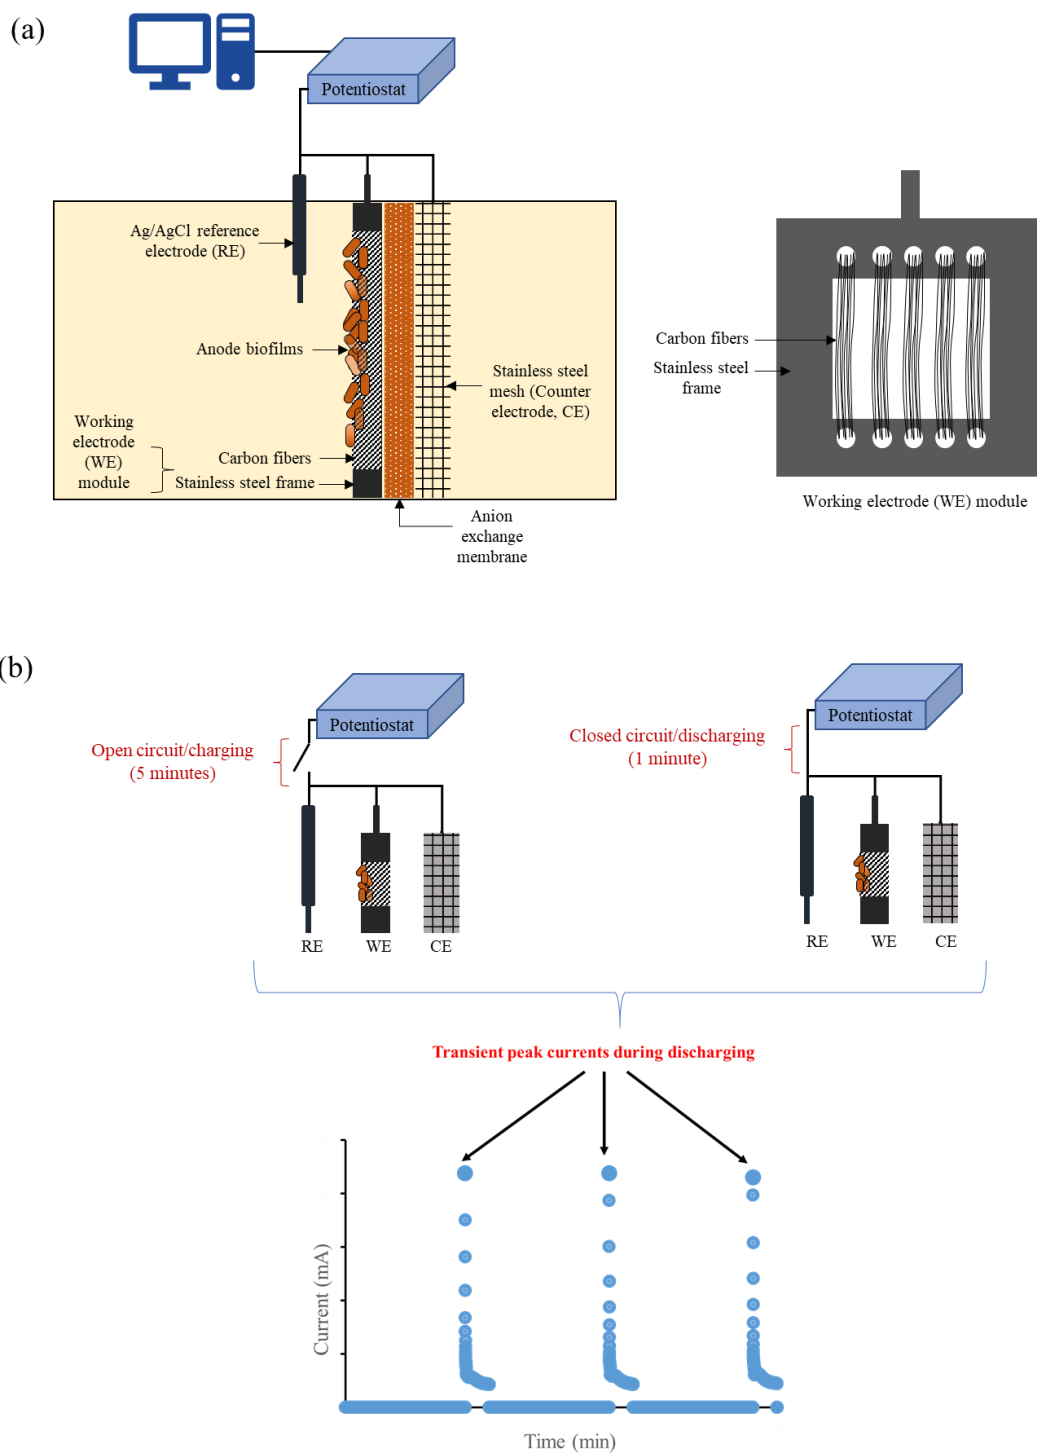 (a)
Potentiostat
Ag/AgCl reference
electrode (RE)
Anode biofilms
Working
electrode
(WE)
module
Carbon fibers
Stainless steel frame
Stainless steel
mesh (Counter
electrode, CE)
Anion
exchange
membrane
Carbon fibers
Stainless steel
frame
Working electrode (WE) module
(b)
Potentiostat
Open circuit/charging
(5 minutes)
RE
WE
CE
Potentiostat
Closed circuit/discharging
(1 minute)
RE
WE
CE
Transient peak currents during discharging
Current (mA)
Time (min)